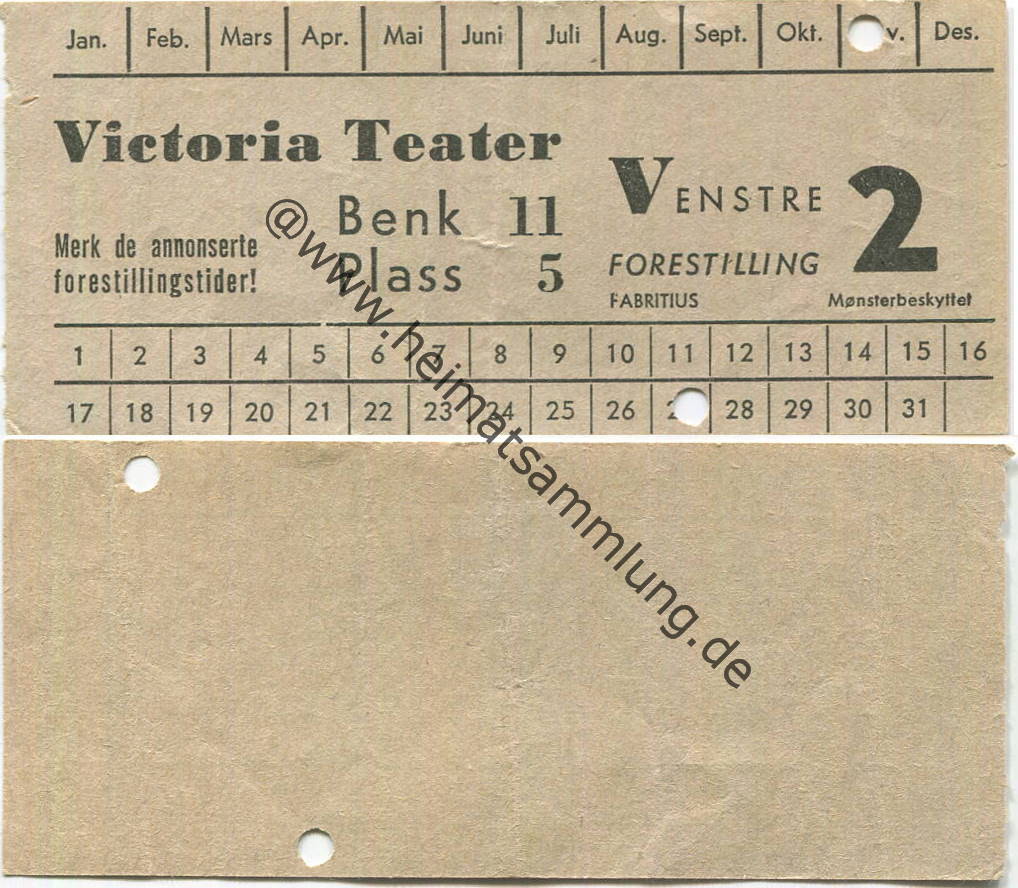 Jan. Feb. Mars Apr. Mai Juni Juli Aug. Sept. Okt. v. Des.
Victoria Teater
Benk 11
Plass 5
Merk de annonserte
forestillingstider!
VENSTRE 2
FORESTILLING
FABRITIUS Mønsterbeskyttet
1 2 3 4 5 6 7 8 9 10 11 12 13 14 15 16
17 18 19 20 21 22 23 24 25 26 2 28 29 30 31
@www.heimatsammlung.de